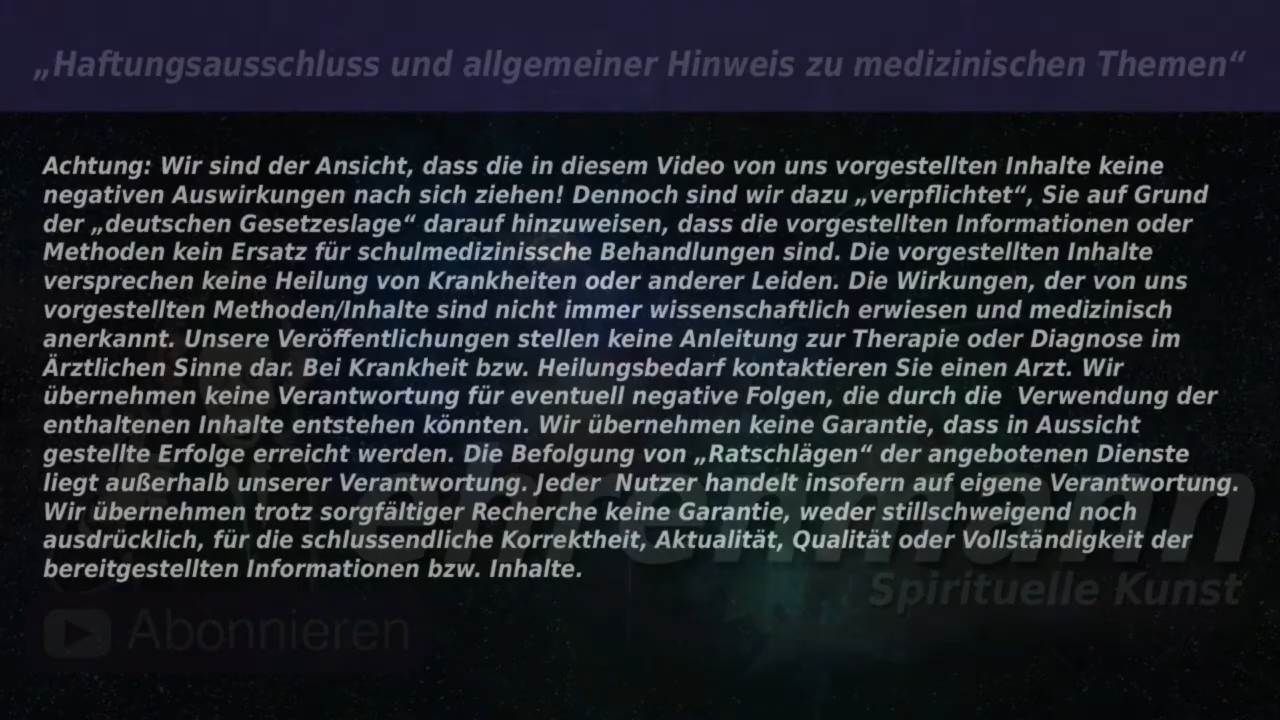 „Haftungsausschluss und allgemeiner Hinweis zu medizinischen Themen“
Achtung: Wir sind der Ansicht, dass die in diesem Video von uns vorgestellten Inhalte keine
negativen Auswirkungen nach sich ziehen! Dennoch sind wir dazu „verpflichtet“, Sie auf Grund
der „deutschen Gesetzeslage“ darauf hinzuweisen, dass die vorgestellten Informationen oder
Methoden kein Ersatz für schulmedizinissche Behandlungen sind. Die vorgestellten Inhalte
versprechen keine Heilung von Krankheiten oder anderer Leiden. Die Wirkungen, der von uns
vorgestellten Methoden/Inhalte sind nicht immer wissenschaftlich erwiesen und medizinisch
anerkannt. Unsere Veröffentlichungen stellen keine Anleitung zur Therapie oder Diagnose im
Ärztlichen Sinne dar. Bei Krankheit bzw. Heilungsbedarf kontaktieren Sie einen Arzt. Wir
übernehmen keine Verantwortung für eventuell negative Folgen, die durch die  Verwendung der
enthaltenen Inhalte entstehen könnten. Wir übernehmen keine Garantie, dass in Aussicht
gestellte Erfolge erreicht werden. Die Befolgung von „Ratschlägen“ der angebotenen Dienste
liegt außerhalb unserer Verantwortung. Jeder  Nutzer handelt insofern auf eigene Verantwortung.
Wir übernehmen trotz sorgfältiger Recherche keine Garantie, weder stillschweigend noch
ausdrücklich, für die schlussendliche Korrektheit, Aktualität, Qualität oder Vollständigkeit der
bereitgestellten Informationen bzw. Inhalte.
ehrenmann
Spirituelle Kunst
Abonnieren